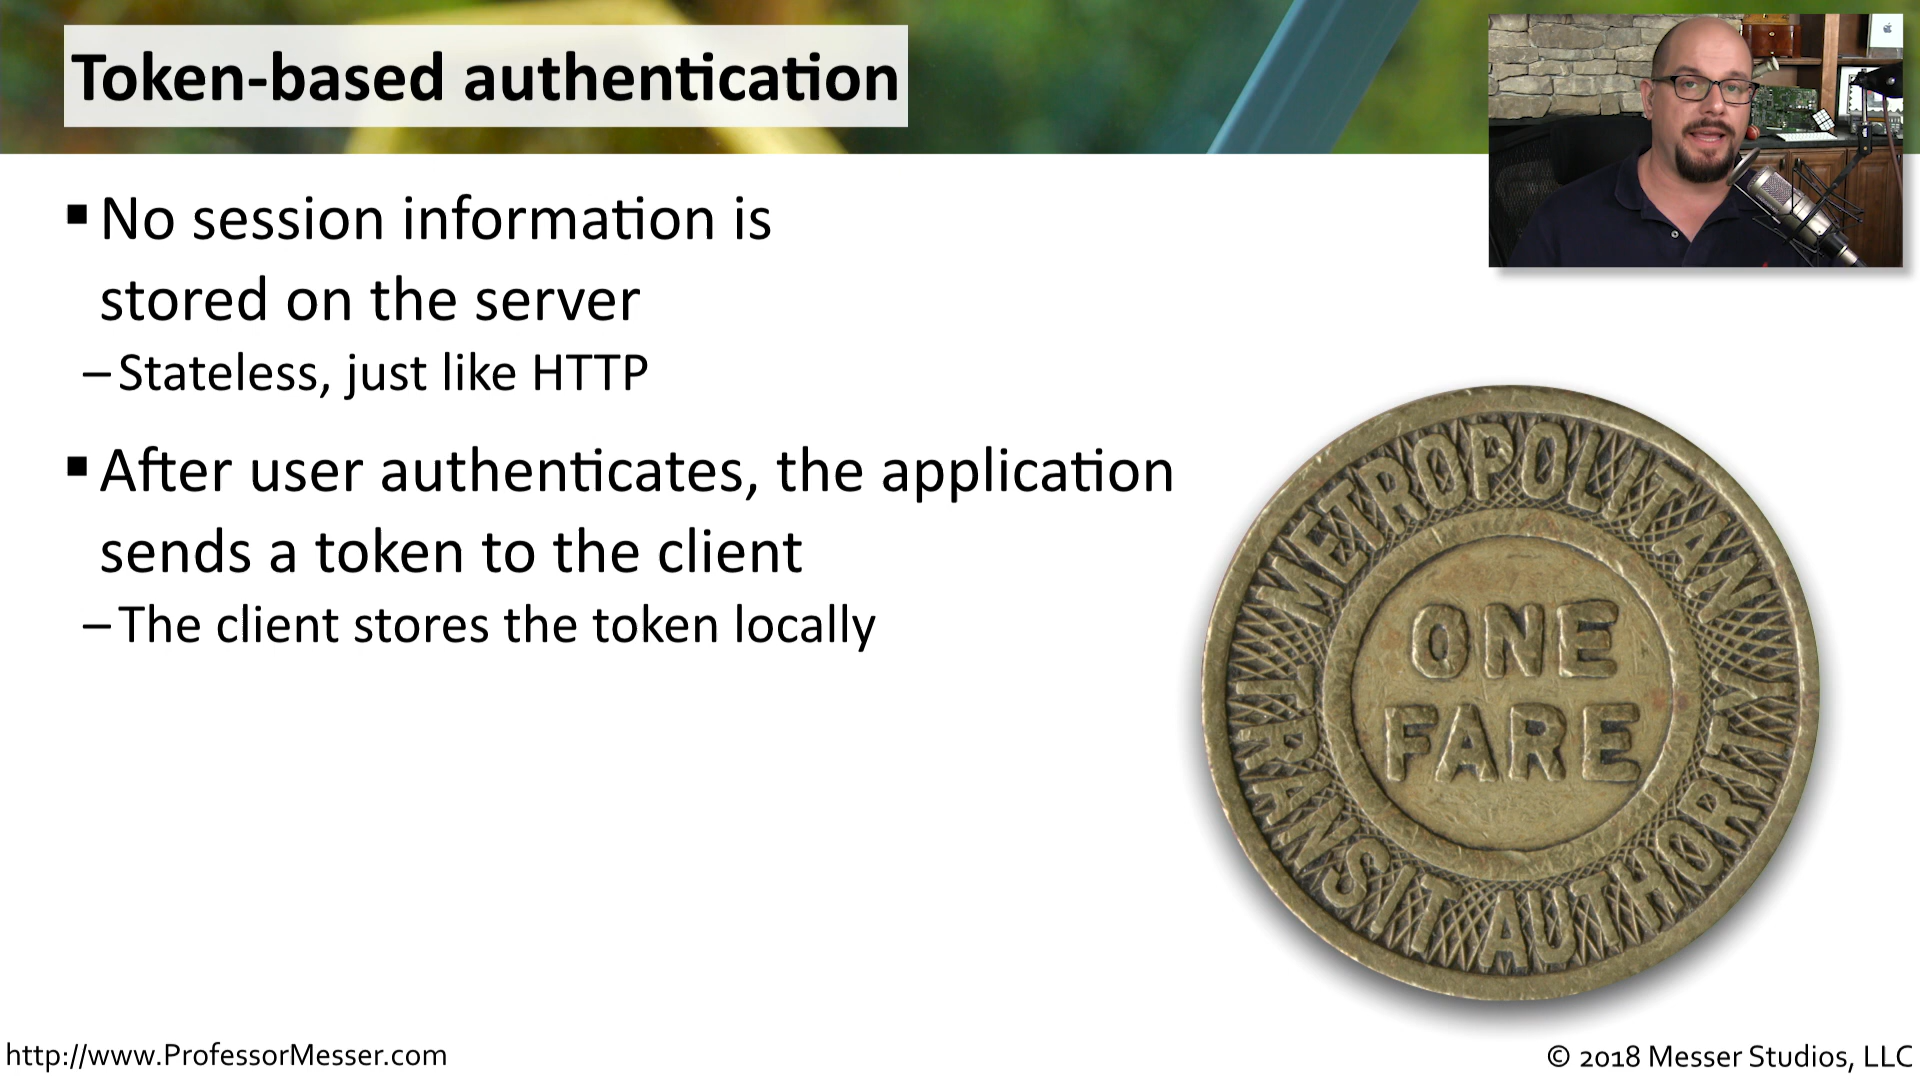 Token-based authentication
▪ No session information is
stored on the server
– Stateless, just like HTTP
▪ After user authenticates, the application
sends a token to the client
– The client stores the token locally
METROPOLITAN
ONE
FARE
TRANSIT AUTHORITY
http://www.ProfessorMesser.com
© 2018 Messer Studios, LLC